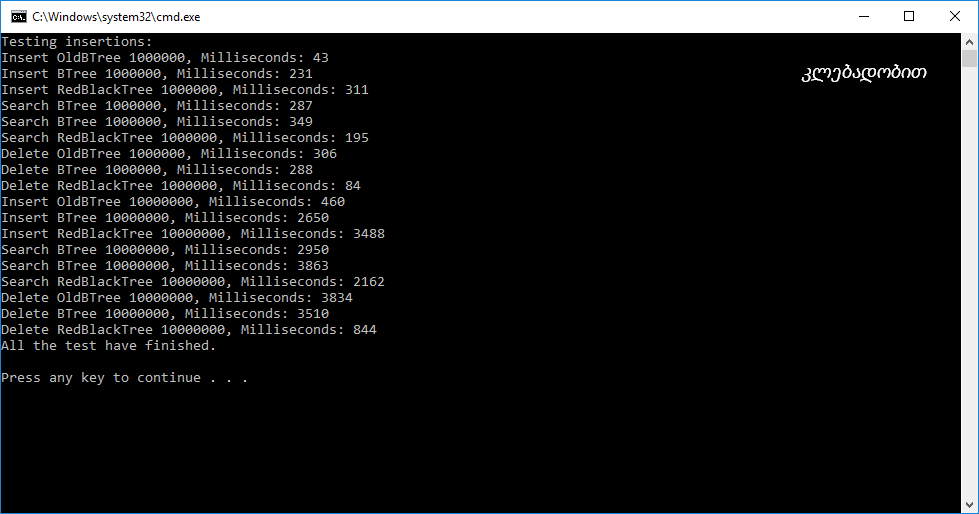 C:\Windows\system32\cmd.exe
Testing insertions:
Insert OldBTree 1000000, Milliseconds: 43
Insert BTree 1000000, Milliseconds: 231
Insert RedBlackTree 1000000, Milliseconds: 311
Search BTree 1000000, Milliseconds: 287
Search BTree 1000000, Milliseconds: 349
Search RedBlackTree 1000000, Milliseconds: 195
Delete OldBTree 1000000, Milliseconds: 306
Delete BTree 1000000, Milliseconds: 288
Delete RedBlackTree 1000000, Milliseconds: 84
Insert OldBTree 10000000, Milliseconds: 460
Insert BTree 10000000, Milliseconds: 2650
Insert RedBlackTree 10000000, Milliseconds: 3488
Search BTree 10000000, Milliseconds: 2950
Search BTree 10000000, Milliseconds: 3863
Search RedBlackTree 10000000, Milliseconds: 2162
Delete OldBTree 10000000, Milliseconds: 3834
Delete BTree 10000000, Milliseconds: 3510
Delete RedBlackTree 10000000, Milliseconds: 844
All the test have finished.
Press any key to continue . . .
კლებადობით